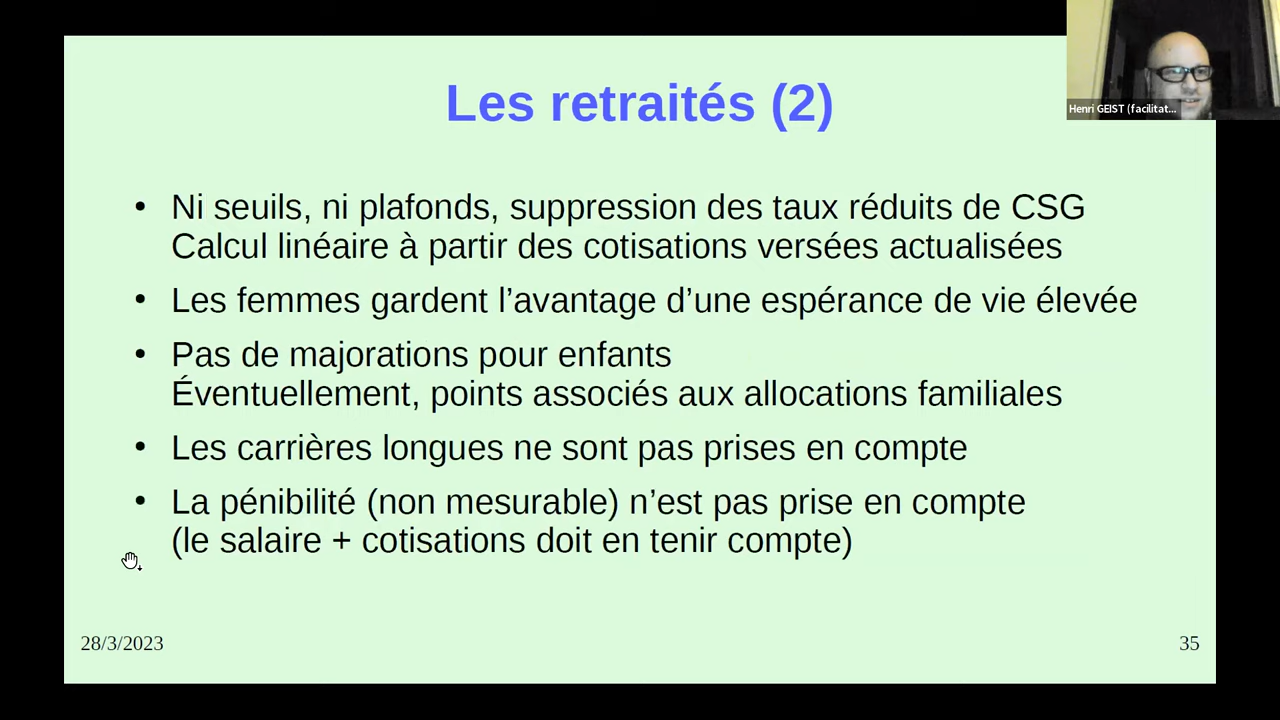 Les retraités (2)
Henri GEIST (facilitat...
• Ni seuils, ni plafonds, suppression des taux réduits de CSG
Calcul linéaire à partir des cotisations versées actualisées
• Les femmes gardent l’avantage d’une espérance de vie élevée
• Pas de majorations pour enfants
Éventuellement, points associés aux allocations familiales
• Les carrières longues ne sont pas prises en compte
• La pénibilité (non mesurable) n’est pas prise en compte
(le salaire + cotisations doit en tenir compte)
28/3/2023
35